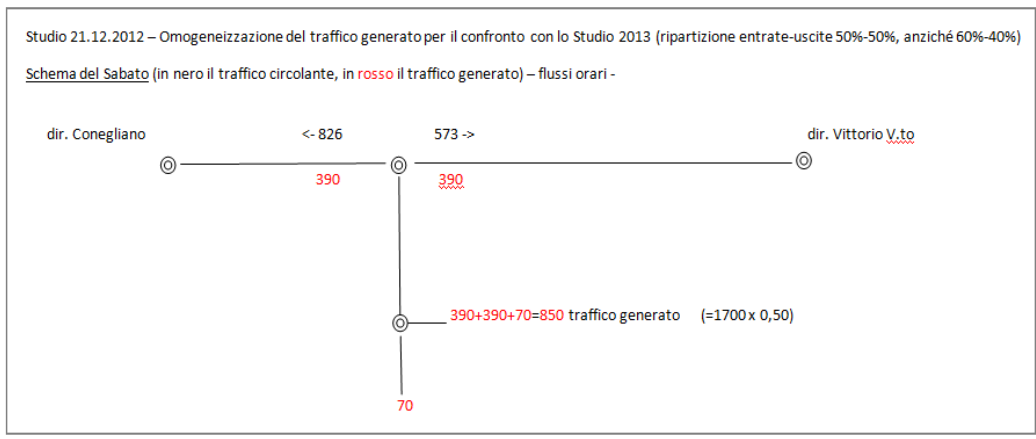 Studio 21.12.2012 – Omogeneizzazione del traffico generato per il confronto con lo Studio 2013 (ripartizione entrate-uscite 50%-50%, anziché 60%-40%)
Schema del Sabato (in nero il traffico circolante, in rosso il traffico generato) – flussi orari -
dir. Conegliano <- 826 573 -> dir. Vittorio V.to
390 390
390+390+70=850 traffico generato (=1700 x 0,50)
70